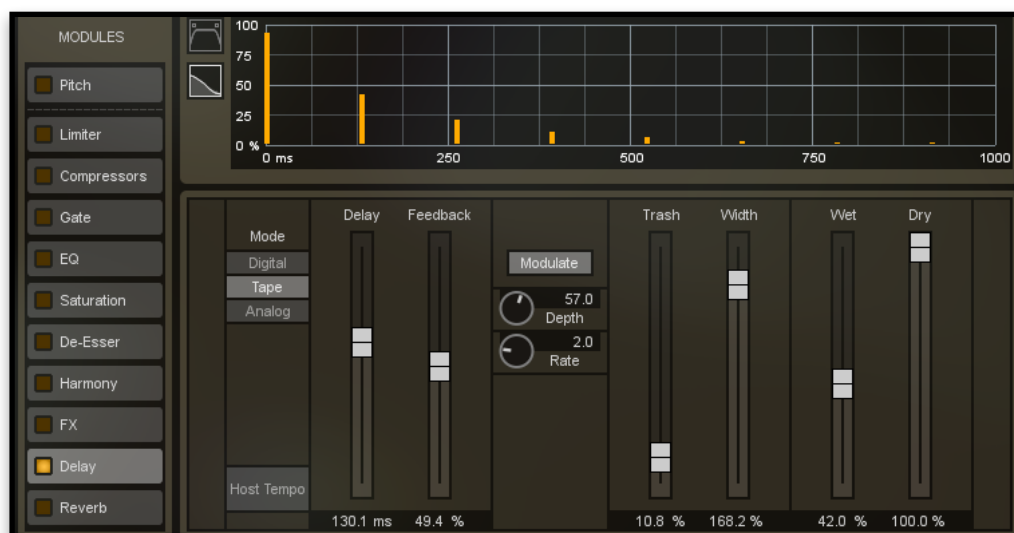 MODULES
Pitch
Limiter
Compressors
Gate
EQ
Saturation
De-Esser
Harmony
FX
Delay
Reverb
100
75
50
25
0 %
0 ms 250 500 750 1000
Delay Feedback Trash Width Wet Dry
Mode
Digital
Tape
Analog
Host Tempo
Modulate
57.0
Depth
2.0
Rate
130.1 ms 49.4 % 10.8 % 168.2 % 42.0 % 100.0 %